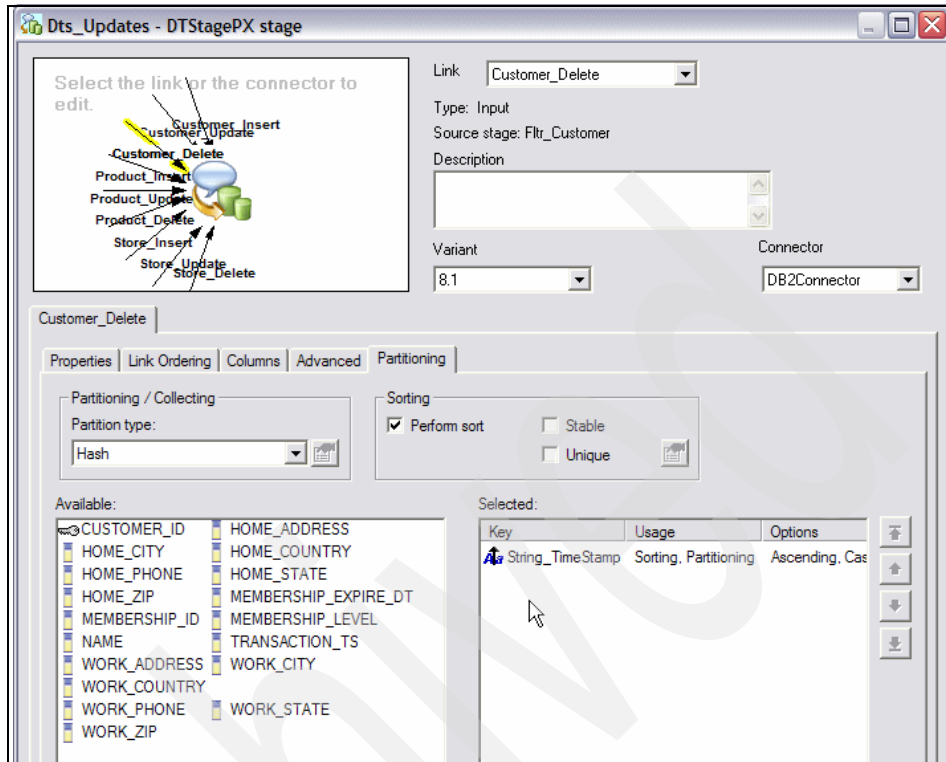 Dts_Updates - DTStagePX stage
Select the link or the connector to
edit.
Customer_Insert
Customer_Update
Customer_Delete
Product_Insert
Product_Update
Product_Delete
Store_Insert
Store_Update
Store_Delete
Link Customer_Delete
Type: Input
Source stage: Fltr_Customer
Description
Variant Connector
8.1 DB2Connector
Customer_Delete
Properties Link Ordering Columns Advanced Partitioning
Partitioning / Collecting Sorting
Partition type: Perform sort Stable
Hash Unique
Available: Selected:
CUSTOMER_ID HOME_ADDRESS Key Usage Options
HOME_CITY HOME_COUNTRY String_TimeStamp Sorting, Partitioning Ascending, Cas
HOME_PHONE HOME_STATE
HOME_ZIP MEMBERSHIP_EXPIRE_DT
MEMBERSHIP_ID MEMBERSHIP_LEVEL
NAME TRANSACTION_TS
WORK_ADDRESS WORK_CITY
WORK_COUNTRY
WORK_PHONE WORK_STATE
WORK_ZIP